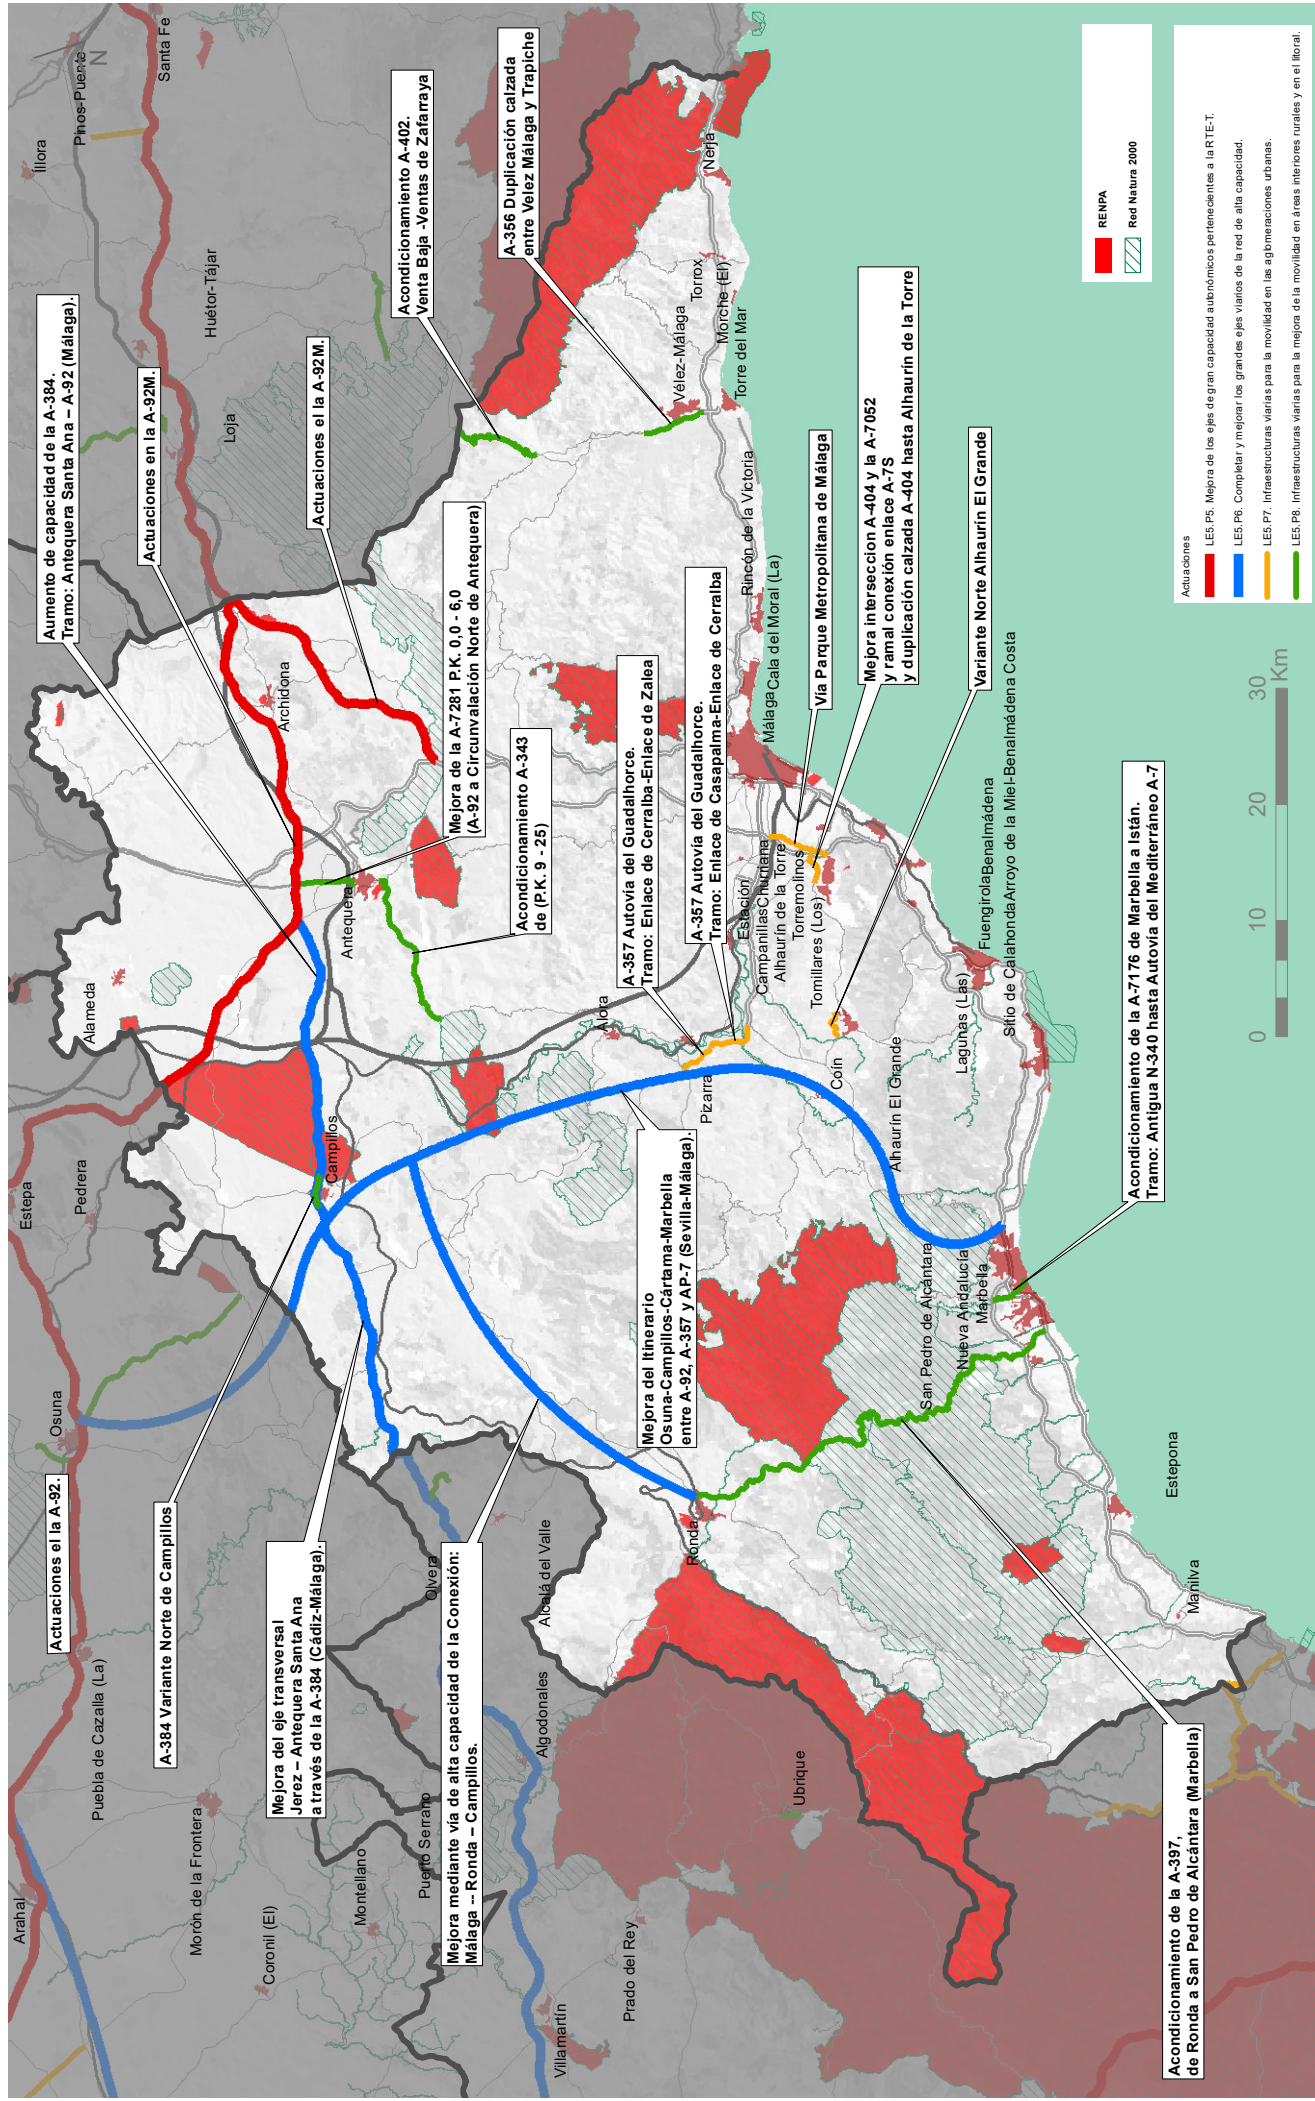 Aumento de capacidad de la A-384.
Tramo: Antequera Santa Ana – A-92 (Málaga).
Actuaciones en la A-92M.
Actuaciones el la A-92M.
Acondicionamiento A-402.
Venta Baja -Ventas de Zafarraya
A-356 Duplicación calzada
entre Velez Málaga y Trapiche
Mejora de la A-7281 P.K. 0,0 - 6,0
(A-92 a Circunvalación Norte de Antequera)
Acondicionamiento A-343
de (P.K. 9 - 25)
A-357 Autovía del Guadalhorce.
Tramo: Enlace de Cerralba-Enlace de Zalea
A-357 Autovía del Guadalhorce.
Tramo: Enlace de Casapalma-Enlace de Cerralba
Vía Parque Metropolitana de Málaga
Mejora interseccion A-404 y la A-7052
y ramal conexión enlace A-7S
y duplicación calzada A-404 hasta Alhaurín de la Torre
Variante Norte Alhaurín El Grande
Acondicionamiento de la A-7176 de Marbella a Istán.
Tramo: Antigua N-340 hasta Autovía del Mediterráneo A-7
Actuaciones el la A-92.
A-384 Variante Norte de Campillos
Mejora del eje transversal
Jerez – Antequera Santa Ana
a través de la A-384 (Cádiz-Málaga).
Mejora mediante vía de alta capacidad de la Conexión:
Málaga -- Ronda – Campillos.
Mejora del Itinerario
Osuna-Campillos-Cártama-Marbella
entre A-92, A-357 y AP-7 (Sevilla-Málaga).
Acondicionamiento de la A-397,
de Ronda a San Pedro de Alcántara (Marbella)
Arahal
Puebla de Cazalla (La)
Osuna
Estepa
Pedrera
Alameda
Morón de la Frontera
Coronil (El)
Montellano
Puerto Serrano
Olvera
Alcalá del Valle
Algodonales
Villamartín
Prado del Rey
Ubrique
Ronda
Campillos
Antequera
Archidona
Loja
Huétor-Tájar
Íllora
Pinos-Puente
Santa Fe
N
Álora
Pizarra
Coín
Alhaurín El Grande
Estación
Campanillas
Churriana
Alhaurín de la Torre
Torremolinos
Tomillares (Los)
Málaga
Cala del Moral (La)
Rincón de la Victoria
Vélez-Málaga
Torre del Mar
Morche (El)
Torrox
Nerja
Benalmádena
Fuengirola
Arroyo de la Miel-Benalmádena Costa
Sitio de Calahonda
Lagunas (Las)
Marbella
Nueva Andalucía
San Pedro de Alcántara
Estepona
Manilva
0 10 20 30
Km
RENPA
Red Natura 2000
Actuaciones
LE5.P5. Mejora de los ejes de gran capacidad autonómicos pertenecientes a la RTE-T.
LE5.P6. Completar y mejorar los grandes ejes viarios de la red de alta capacidad.
LE5.P7. Infraestructuras viarias para la movilidad en las aglomeraciones urbanas.
LE5.P8. Infraestructuras viarias para la mejora de la movilidad en áreas interiores rurales y en el litoral.